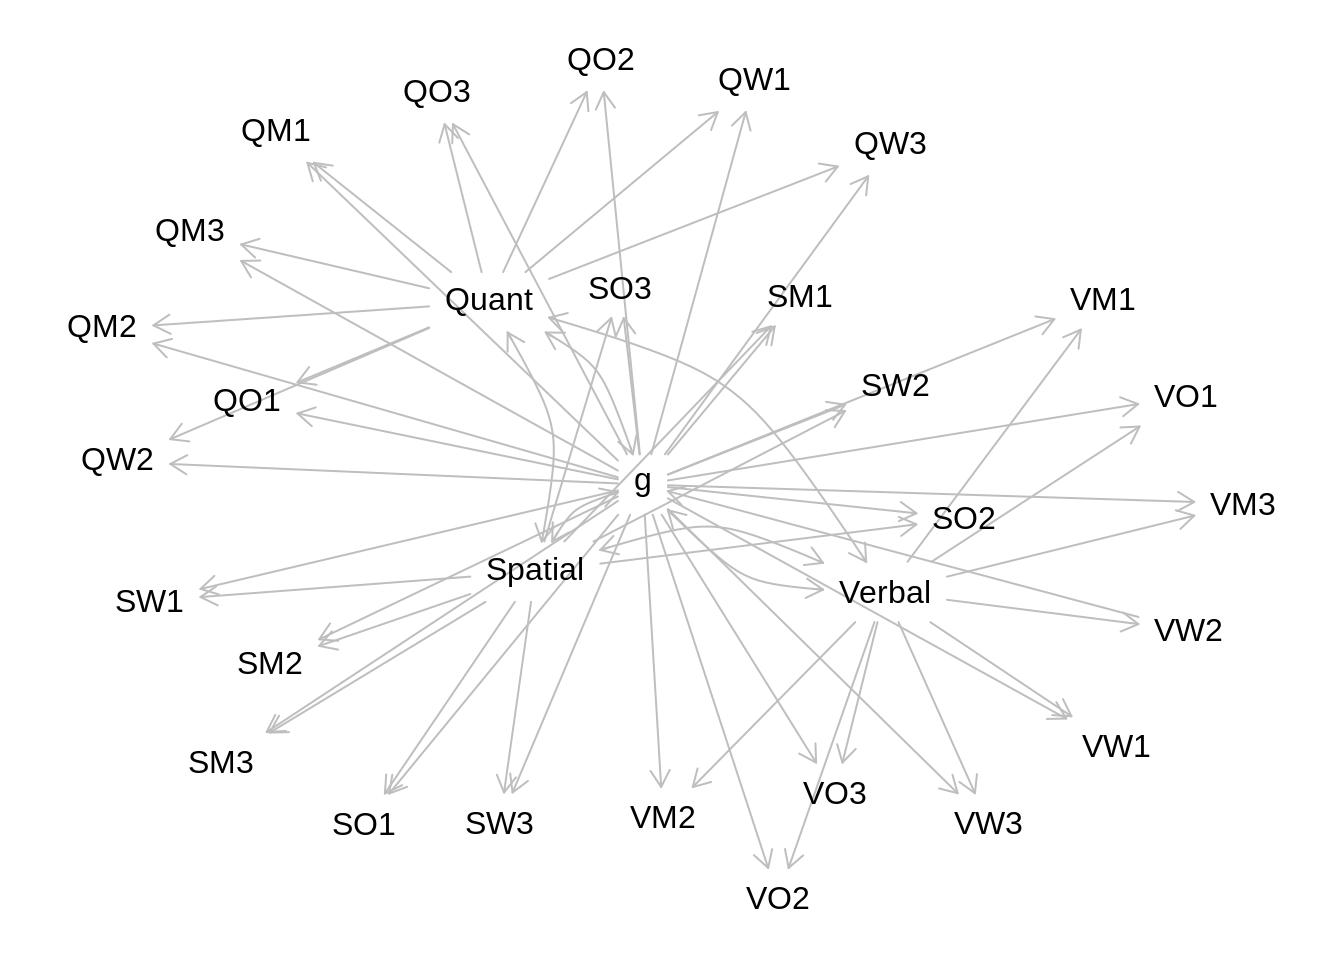 QO2
QW1
QO3
QM1
QW3
QM3
SO3
SM1
Quant
VM1
QM2
SW2
VO1
QO1
QW2
g
VM3
SO2
Spatial
Verbal
SW1
VW2
SM2
VW1
SM3
VO3
VM2
SO1
SW3
VW3
VO2